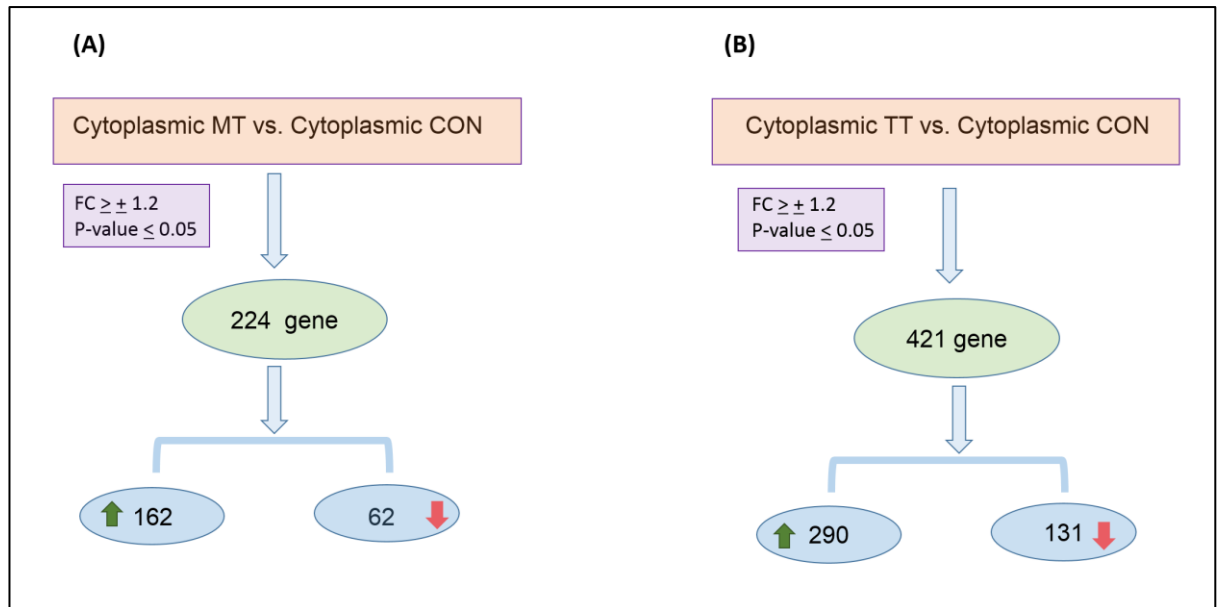 (A)
Cytoplasmic MT vs. Cytoplasmic CON
FC ≥ ± 1.2
P-value ≤ 0.05
224 gene
162
62
(B)
Cytoplasmic TT vs. Cytoplasmic CON
FC ≥ ± 1.2
P-value ≤ 0.05
421 gene
290
131